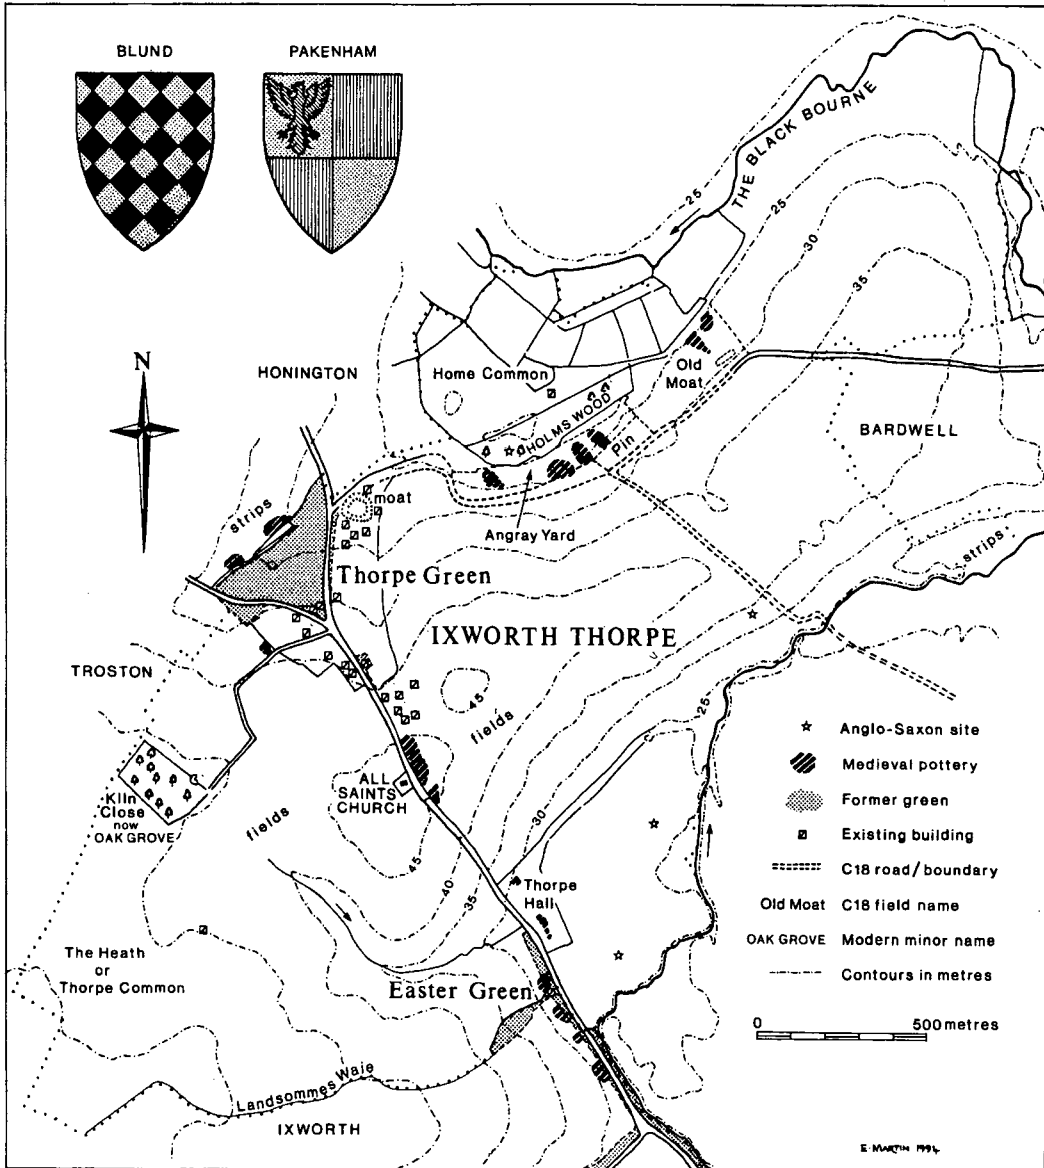 BLUND
PAKENHAM
THE BLACK BOURNE
25
25
30
35
N
HONINGTON
Home Common
Old
Moat
HOLMS WOOD
Pin
BARDWELL
moat
strips
Angray Yard
strips
Thorpe Green
IXWORTH THORPE
TROSTON
45
fields
25
ALL
SAINTS
CHURCH
Kiln
Close
now
OAK GROVE
fields
30
45
40
35
Thorpe
Hall
The Heath
or
Thorpe Common
Easter Green
Landsommes Waie
IXWORTH
Anglo-Saxon site
Medieval pottery
Former green
Existing building
C18 road/boundary
Old Moat C18 field name
OAK GROVE Modern minor name
Contours in metres
0 500 metres
E. MARTIN 1994